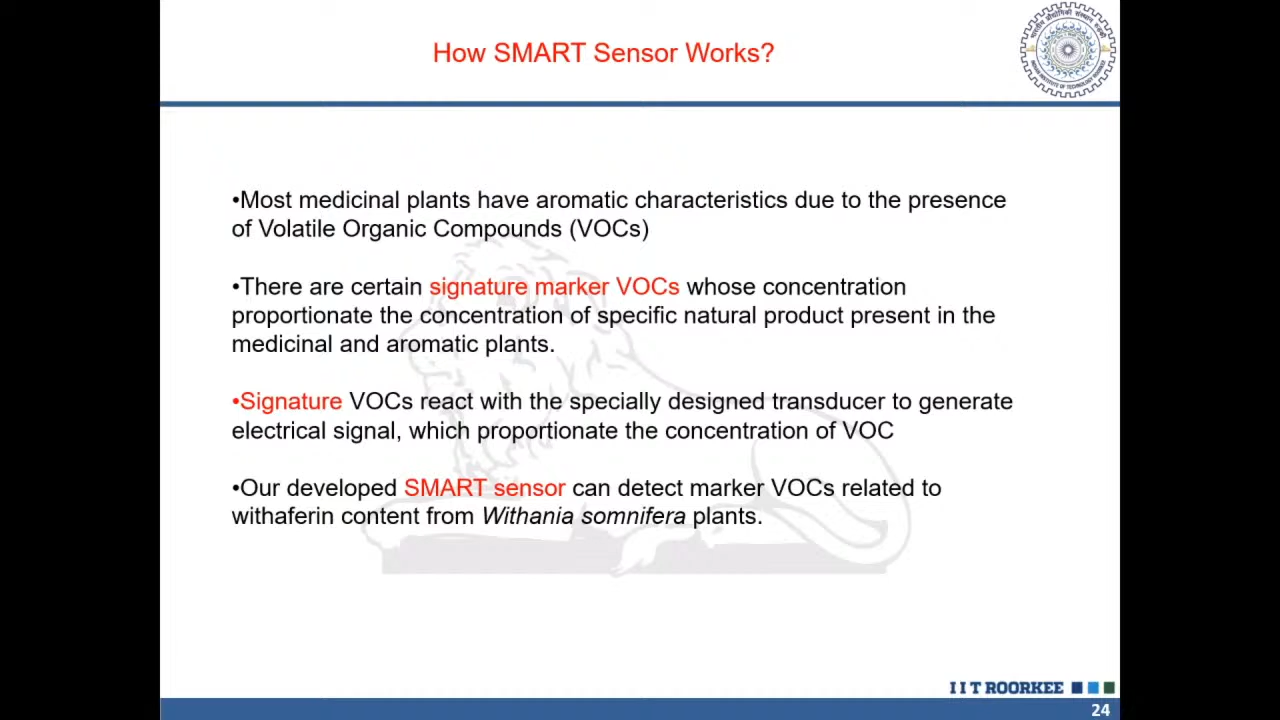 How SMART Sensor Works?
•Most medicinal plants have aromatic characteristics due to the presence
of Volatile Organic Compounds (VOCs)
•There are certain signature marker VOCs whose concentration
proportionate the concentration of specific natural product present in the
medicinal and aromatic plants.
•Signature VOCs react with the specially designed transducer to generate
electrical signal, which proportionate the concentration of VOC
•Our developed SMART sensor can detect marker VOCs related to
withaferin content from Withania somnifera plants.
I I T ROORKEE
24